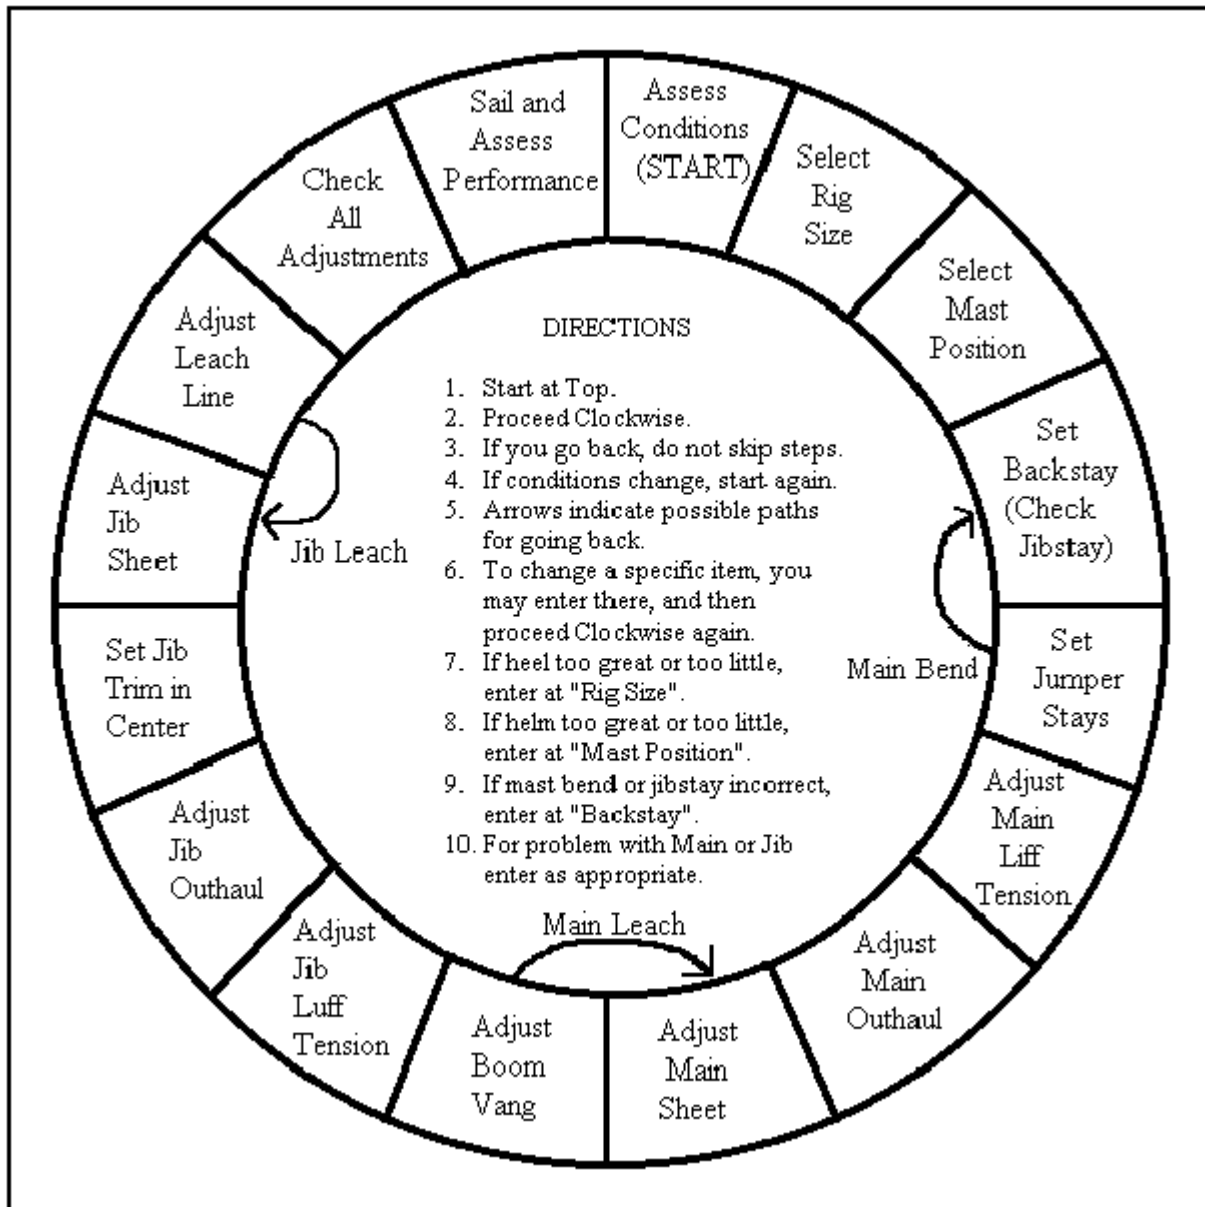 Assess
Conditions
(START)
Select
Rig
Size
Select
Mast
Position
Set
Backstay
(Check
Jibstay)
Set
Jumper
Stays
Adjust
Main
Liff
Tension
Adjust
Main
Outhaul
Adjust
Main
Sheet
Adjust
Boom
Vang
Adjust
Jib
Luff
Tension
Adjust
Jib
Outhaul
Set Jib
Trim in
Center
Adjust
Jib
Sheet
Adjust
Leach
Line
Check
All
Adjustments
Sail and
Assess
Performance
DIRECTIONS
1. Start at Top.
2. Proceed Clockwise.
3. If you go back, do not skip steps.
4. If conditions change, start again.
5. Arrows indicate possible paths
for going back.
6. To change a specific item, you
may enter there, and then
proceed Clockwise again.
7. If heel too great or too little,
enter at "Rig Size".
8. If helm too great or too little,
enter at "Mast Position".
9. If mast bend or jibstay incorrect,
enter at "Backstay".
10. For problem with Main or Jib
enter as appropriate.
Jib Leach
Main Bend
Main Leach